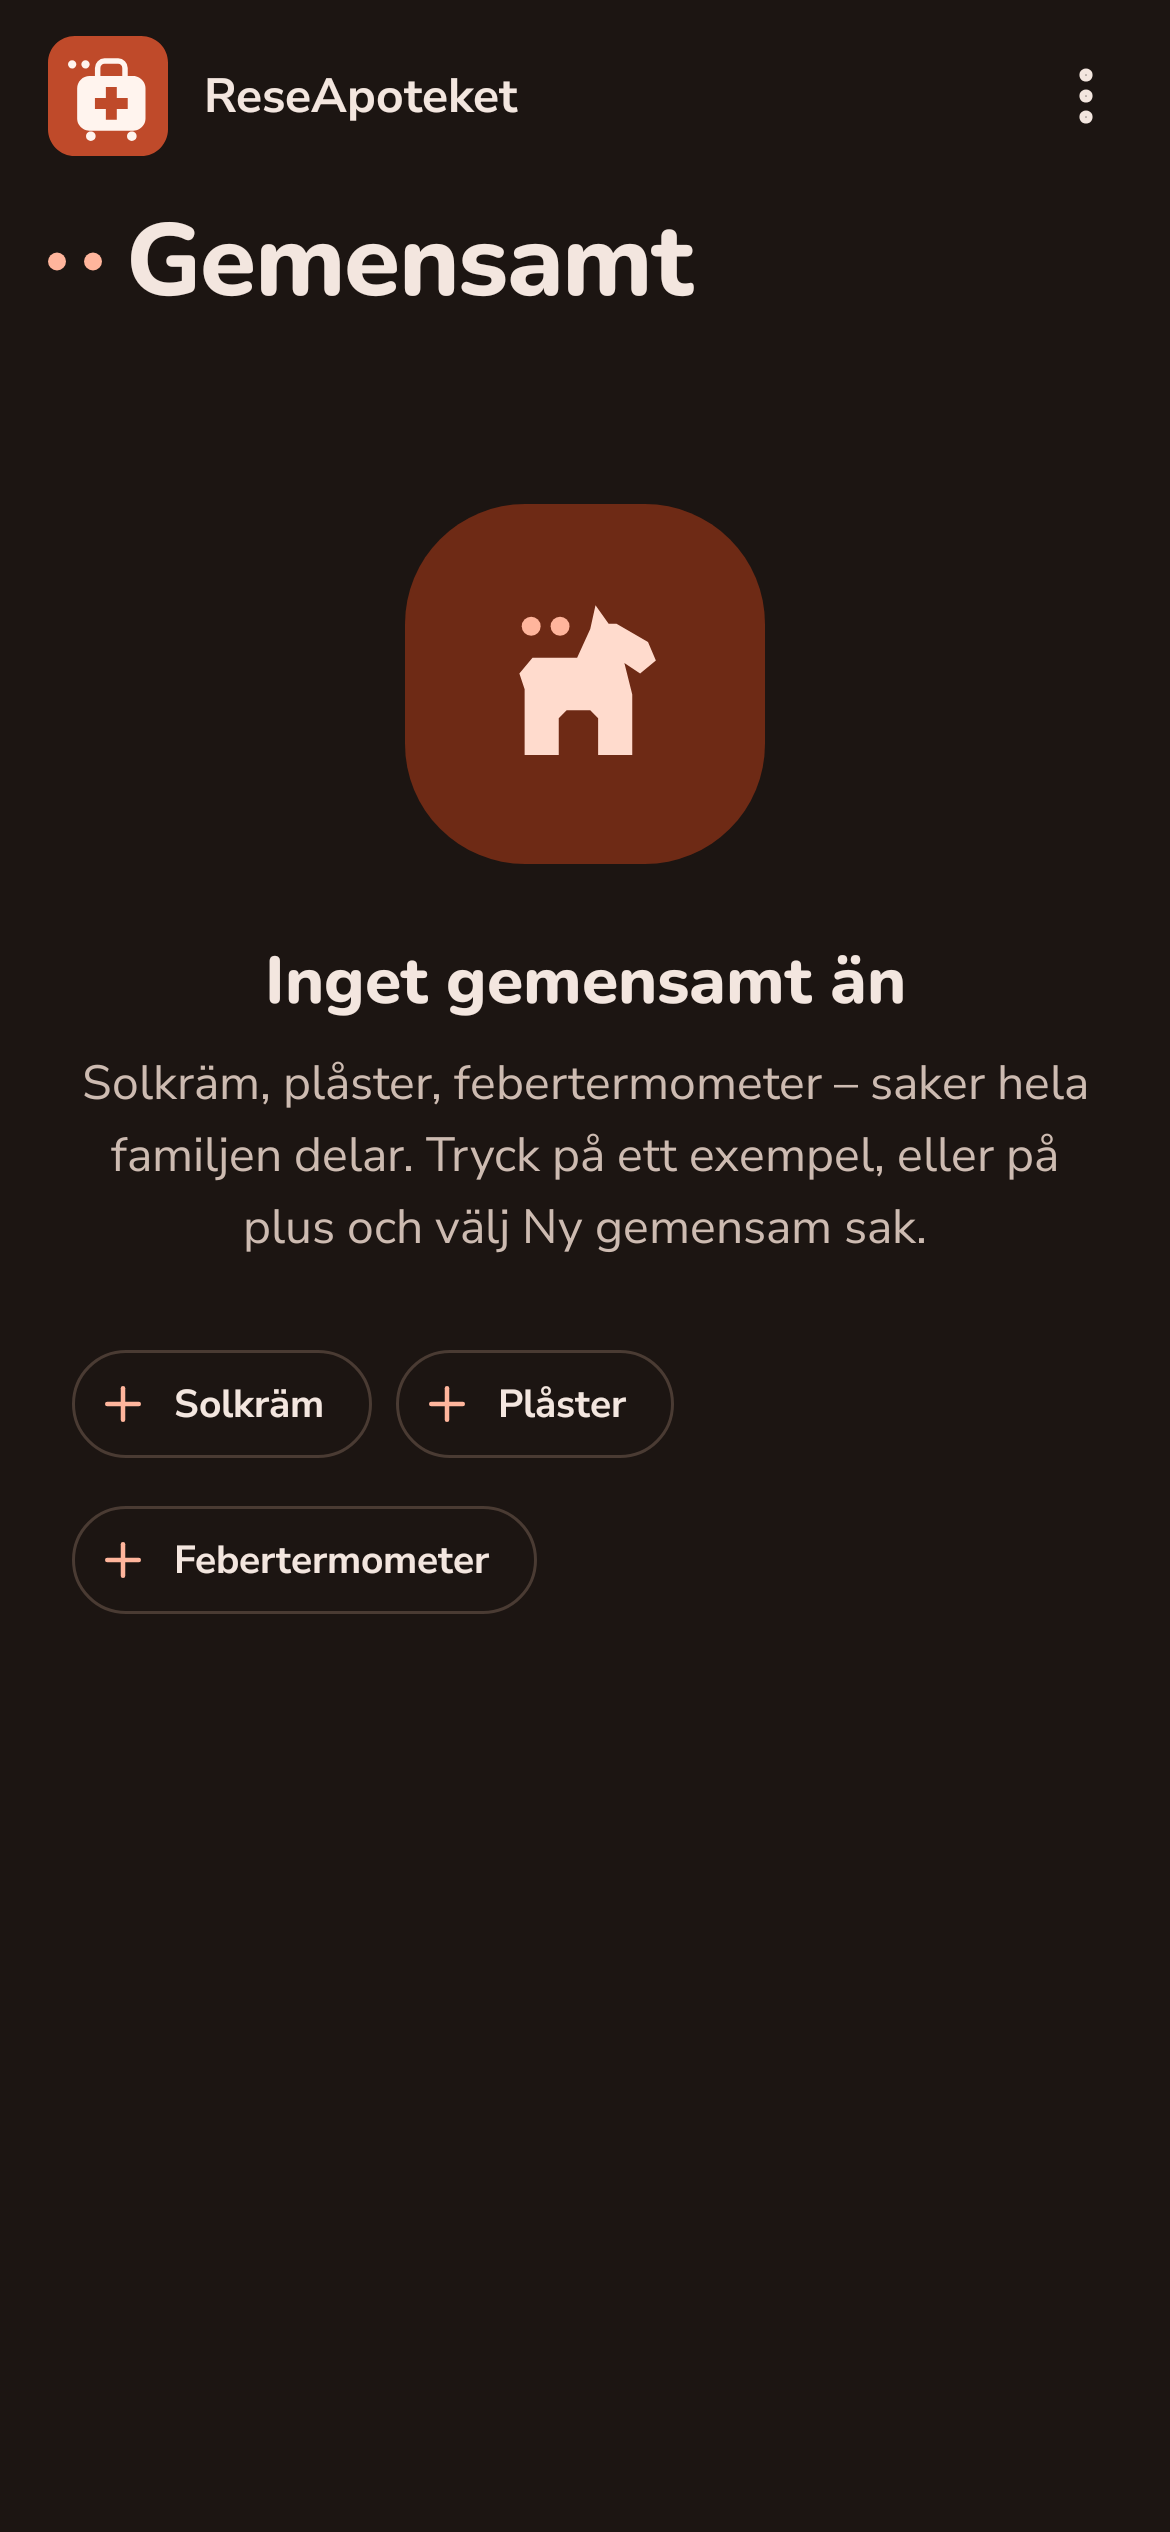 ReseApoteket
Gemensamt
Inget gemensamt än
Solkräm, plåster, febertermometer – saker hela
familjen delar. Tryck på ett exempel, eller på
plus och välj Ny gemensam sak.
Solkräm
Plåster
Febertermometer